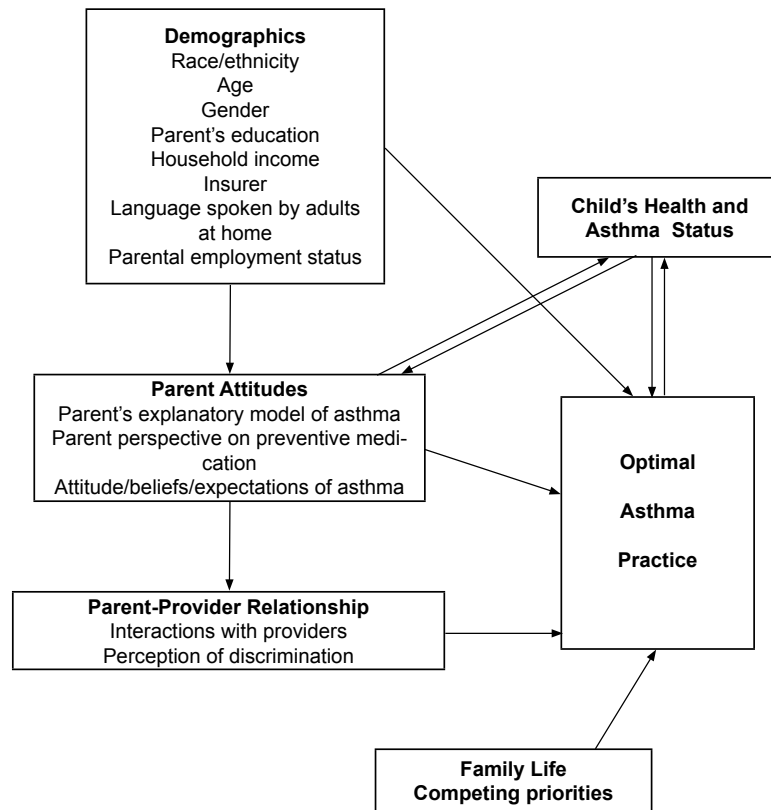 Demographics
Race/ethnicity
Age
Gender
Parent’s education
Household income
Insurer
Language spoken by adults
at home
Parental employment status
Child’s Health and
Asthma Status
Parent Attitudes
Parent’s explanatory model of asthma
Parent perspective on preventive medi-
cation
Attitude/beliefs/expectations of asthma
Optimal
Asthma
Practice
Parent-Provider Relationship
Interactions with providers
Perception of discrimination
Family Life
Competing priorities